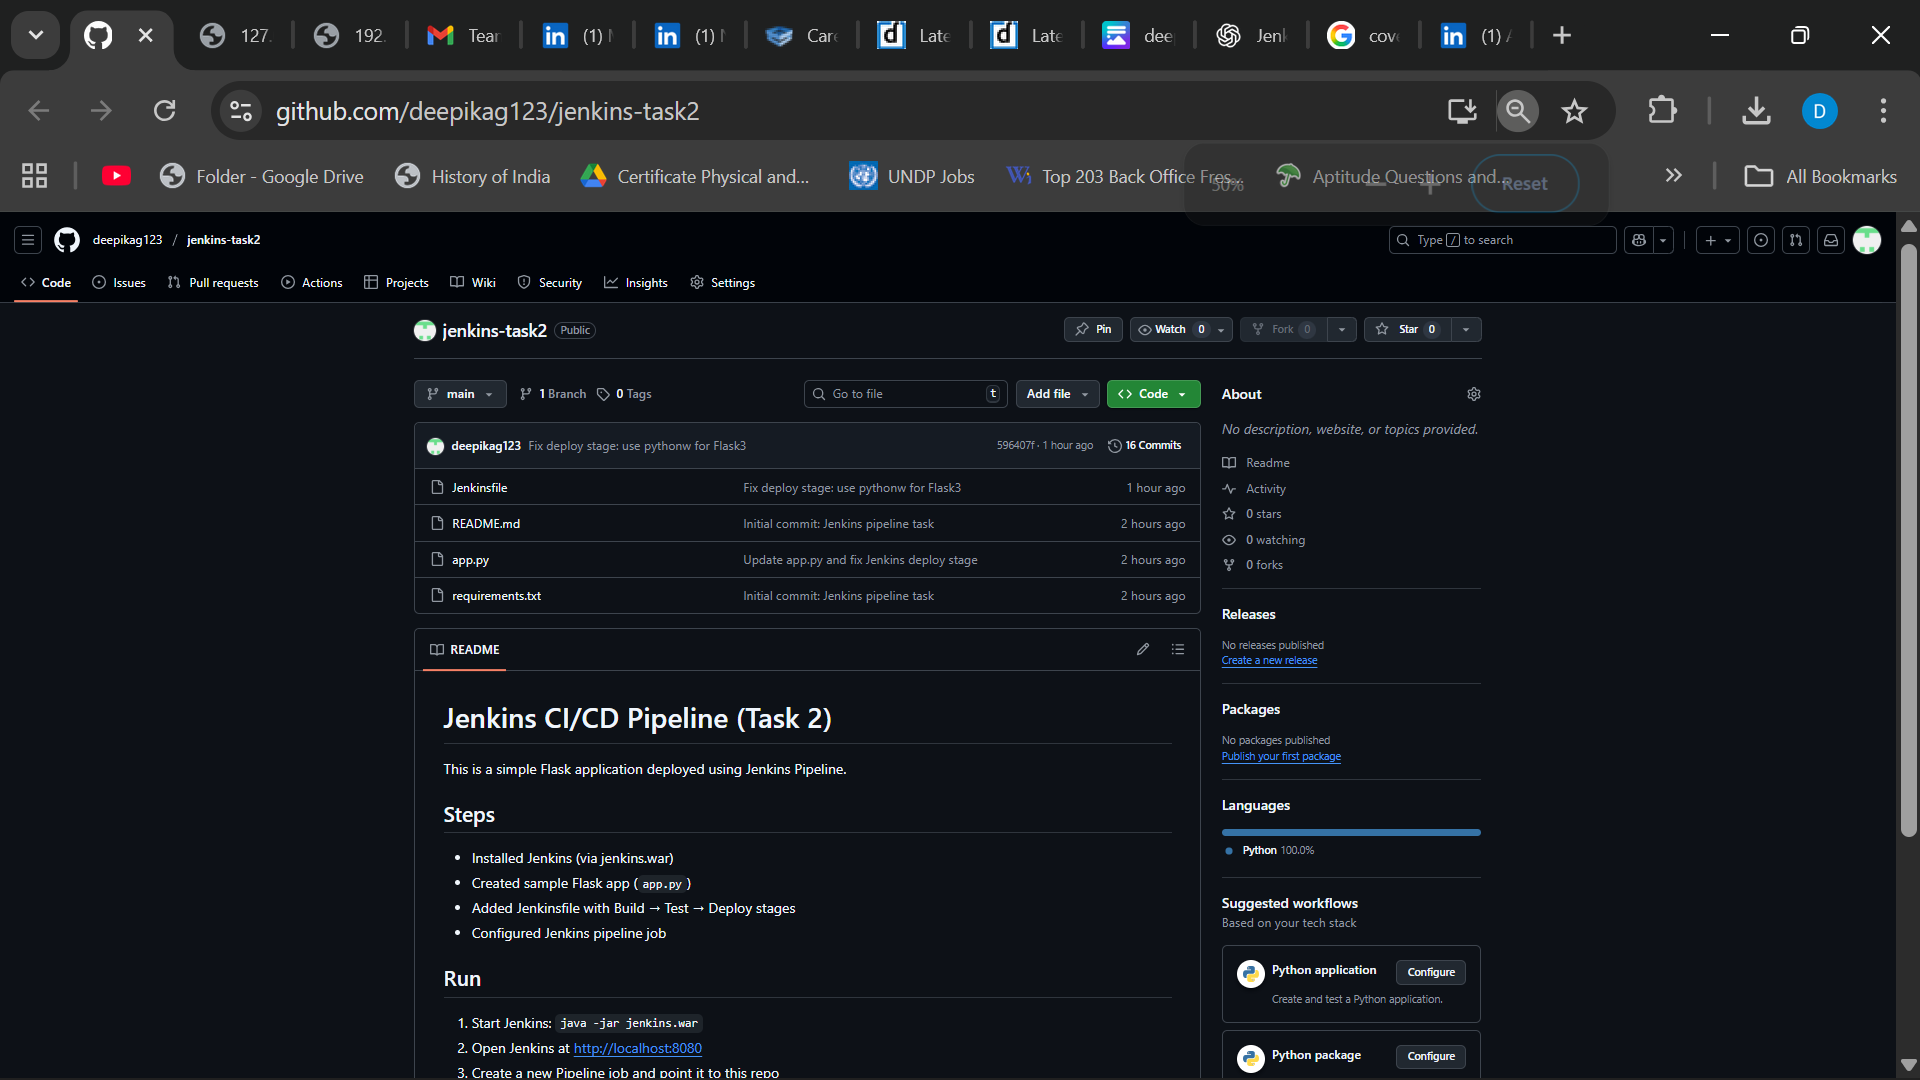 127.
192.
Tear
(1) N
(1) N
Care
Late
Late
dee
Jenk
cove
(1) A
github.com/deepikag123/jenkins-task2
D
Folder - Google Drive
History of India
Certificate Physical and...
UNDP Jobs
Top 203 Back Office Fres...
Aptitude Questions and...
All Bookmarks
50%
Reset
deepikag123 / jenkins-task2
Type / to search
Code
Issues
Pull requests
Actions
Projects
Wiki
Security
Insights
Settings
jenkins-task2 Public
Pin
Watch 0
Fork 0
Star 0
main
1 Branch
0 Tags
Go to file t
Add file
Code
deepikag123 Fix deploy stage: use pythonw for Flask3 596407f · 1 hour ago 16 Commits
Jenkinsfile Fix deploy stage: use pythonw for Flask3 1 hour ago
README.md Initial commit: Jenkins pipeline task 2 hours ago
app.py Update app.py and fix Jenkins deploy stage 2 hours ago
requirements.txt Initial commit: Jenkins pipeline task 2 hours ago
README
Jenkins CI/CD Pipeline (Task 2)
This is a simple Flask application deployed using Jenkins Pipeline.
Steps
• Installed Jenkins (via jenkins.war)
• Created sample Flask app ( app.py )
• Added Jenkinsfile with Build → Test → Deploy stages
• Configured Jenkins pipeline job
Run
1. Start Jenkins: java -jar jenkins.war
2. Open Jenkins at http://localhost:8080
3. Create a new Pipeline job and point it to this repo
About
No description, website, or topics provided.
Readme
Activity
0 stars
0 watching
0 forks
Releases
No releases published
Create a new release
Packages
No packages published
Publish your first package
Languages
Python 100.0%
Suggested workflows
Based on your tech stack
Python application Configure
Create and test a Python application.
Python package Configure